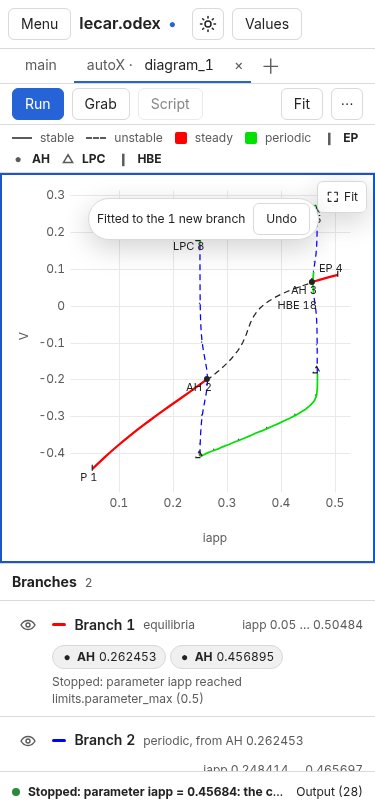 Menu lecar.odex Values
main autoX · diagram_1 ×
Run Grab Script Fit ...
stable unstable steady periodic EP
AH LPC HBE
Fit
Fitted to the 1 new branch Undo
0.3
0.2
0.1
0
-0.1
-0.2
-0.3
-0.4
V
LPC 8
EP 4
AH 3
HBE 18
AH 2
P 1
0.1 0.2 0.3 0.4 0.5
iapp
Branches 2
Branch 1 equilibria iapp 0.05 ... 0.50484
AH 0.262453 AH 0.456895
Stopped: parameter iapp reached
limits.parameter_max (0.5)
Branch 2 periodic, from AH 0.262453
iapp 0.248414 ... 0.465697
Stopped: parameter iapp = 0.45684: the c... Output (28)